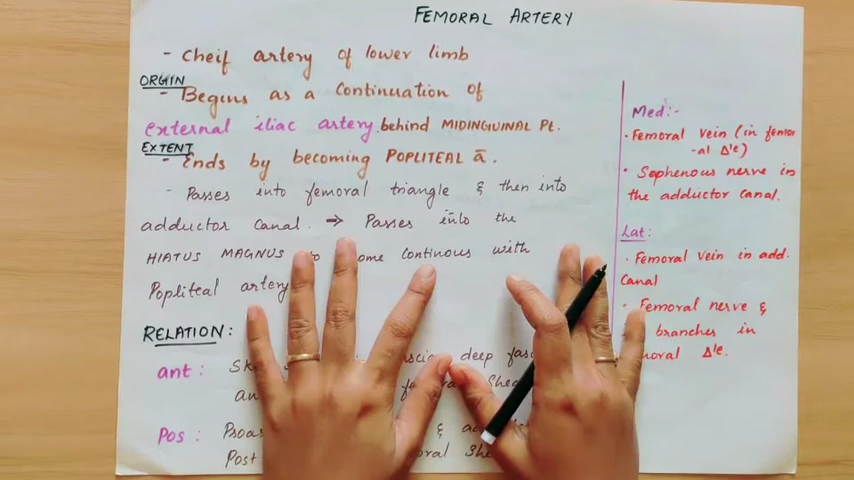 FEMORAL ARTERY
- Cheif artery of lower limb
ORGIN
- Begins as a continuation of
external iliac artery behind MIDINGIUINAL Pt.
EXTENT
- Ends by becoming POPLITEAL ā.
- Passes into femoral triangle & then into
adductor canal. ⇒ Passes into the
HIATUS MAGNUS continous with
Popliteal artery
RELATION:
ant: deep
Pos: &
Post
Med:-
• Femoral vein (in femor
-al Δle)
• Saphenous nerve in
the adductor canal.
Lat:
• Femoral vein in add.
Canal
• Femoral nerve &
branches in
Δle.